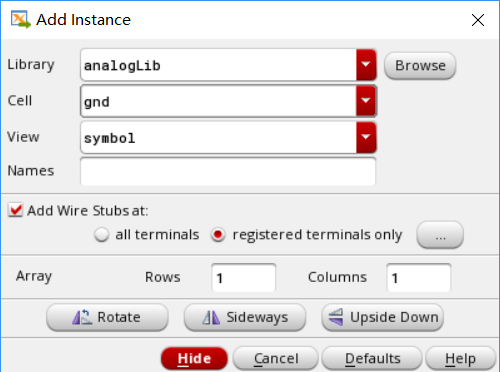 Add Instance
Library analogLib Browse
Cell gnd
View symbol
Names
Add Wire Stubs at:
all terminals registered terminals only ...
Array Rows 1 Columns 1
Rotate Sideways Upside Down
Hide Cancel Defaults Help